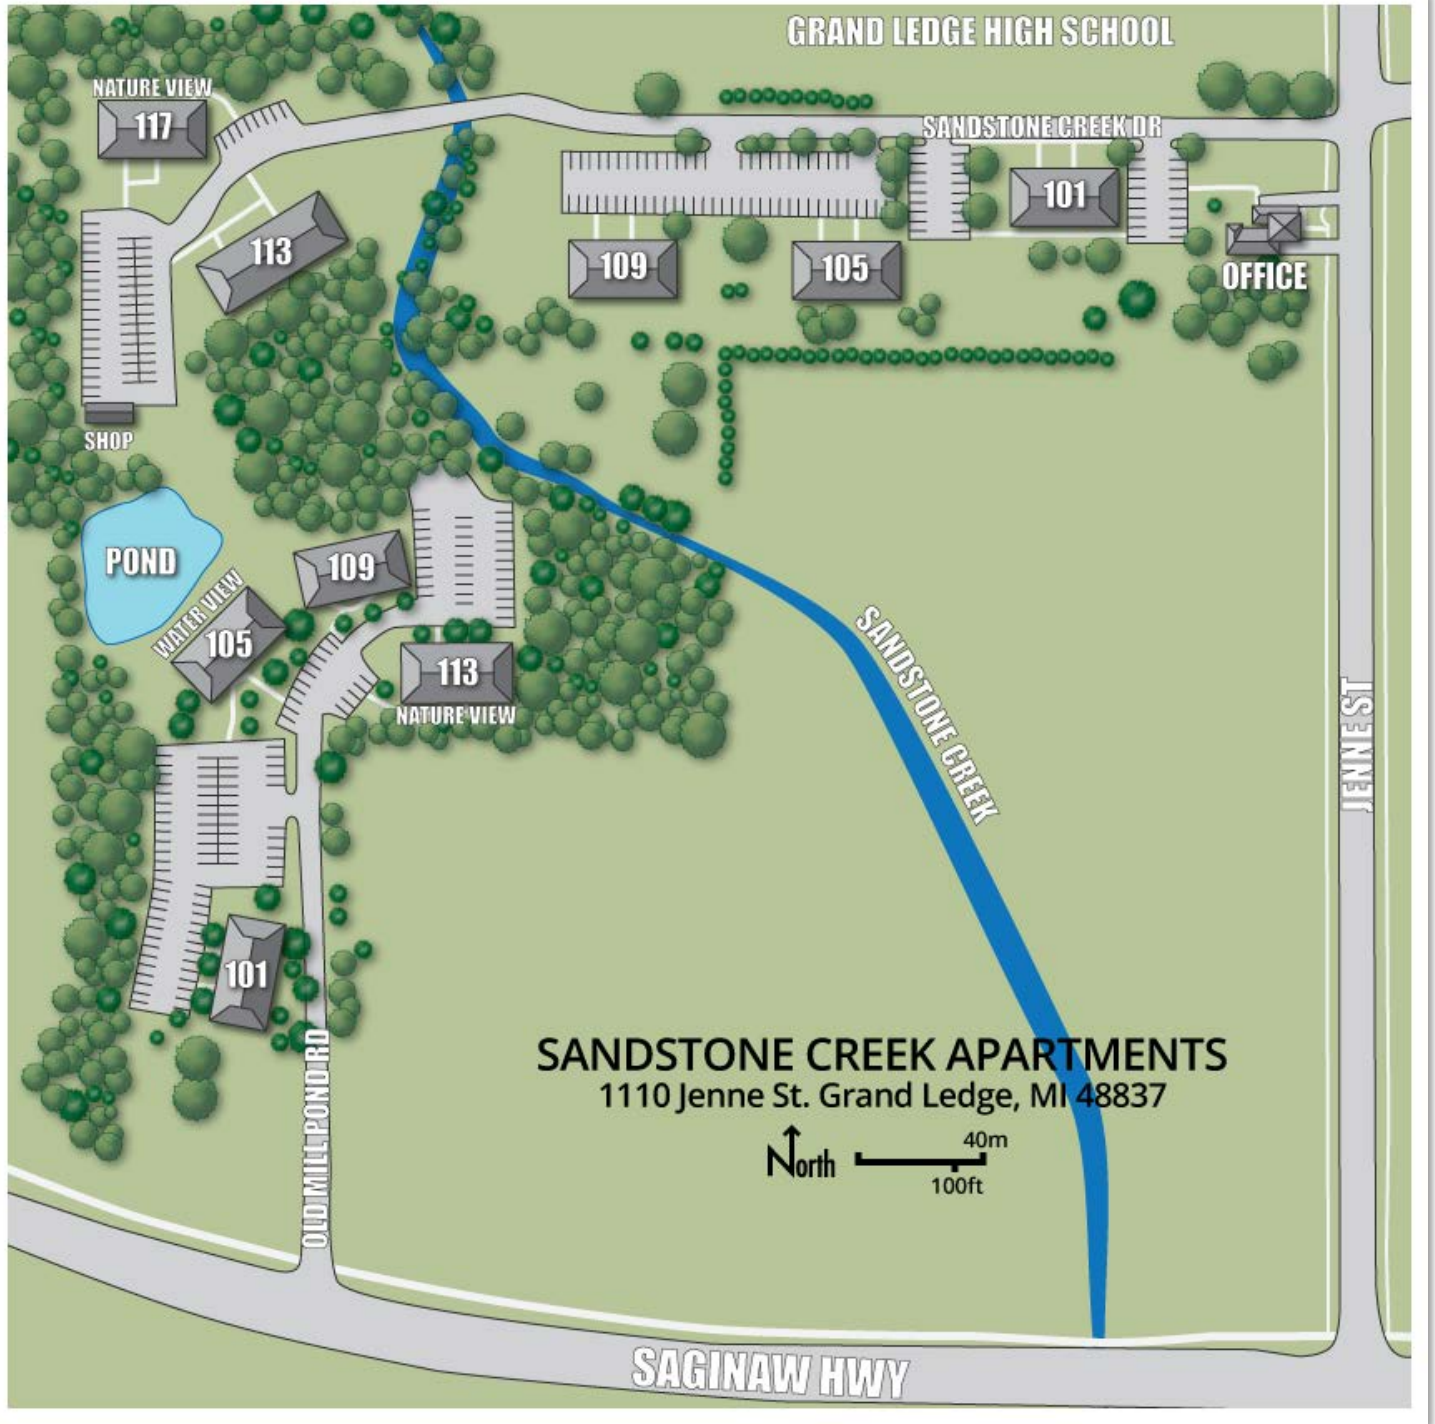 GRAND LEDGE HIGH SCHOOL
NATURE VIEW
117
SANDSTONE CREEK DR
101
113
109
105
OFFICE
SHOP
POND
109
WATER VIEW
105
113
NATURE VIEW
SANDSTONE CREEK
JENNE ST
101
OLD MILL POND RD
SANDSTONE CREEK APARTMENTS
1110 Jenne St. Grand Ledge, MI 48837
North
40m
100ft
SAGINAW HWY